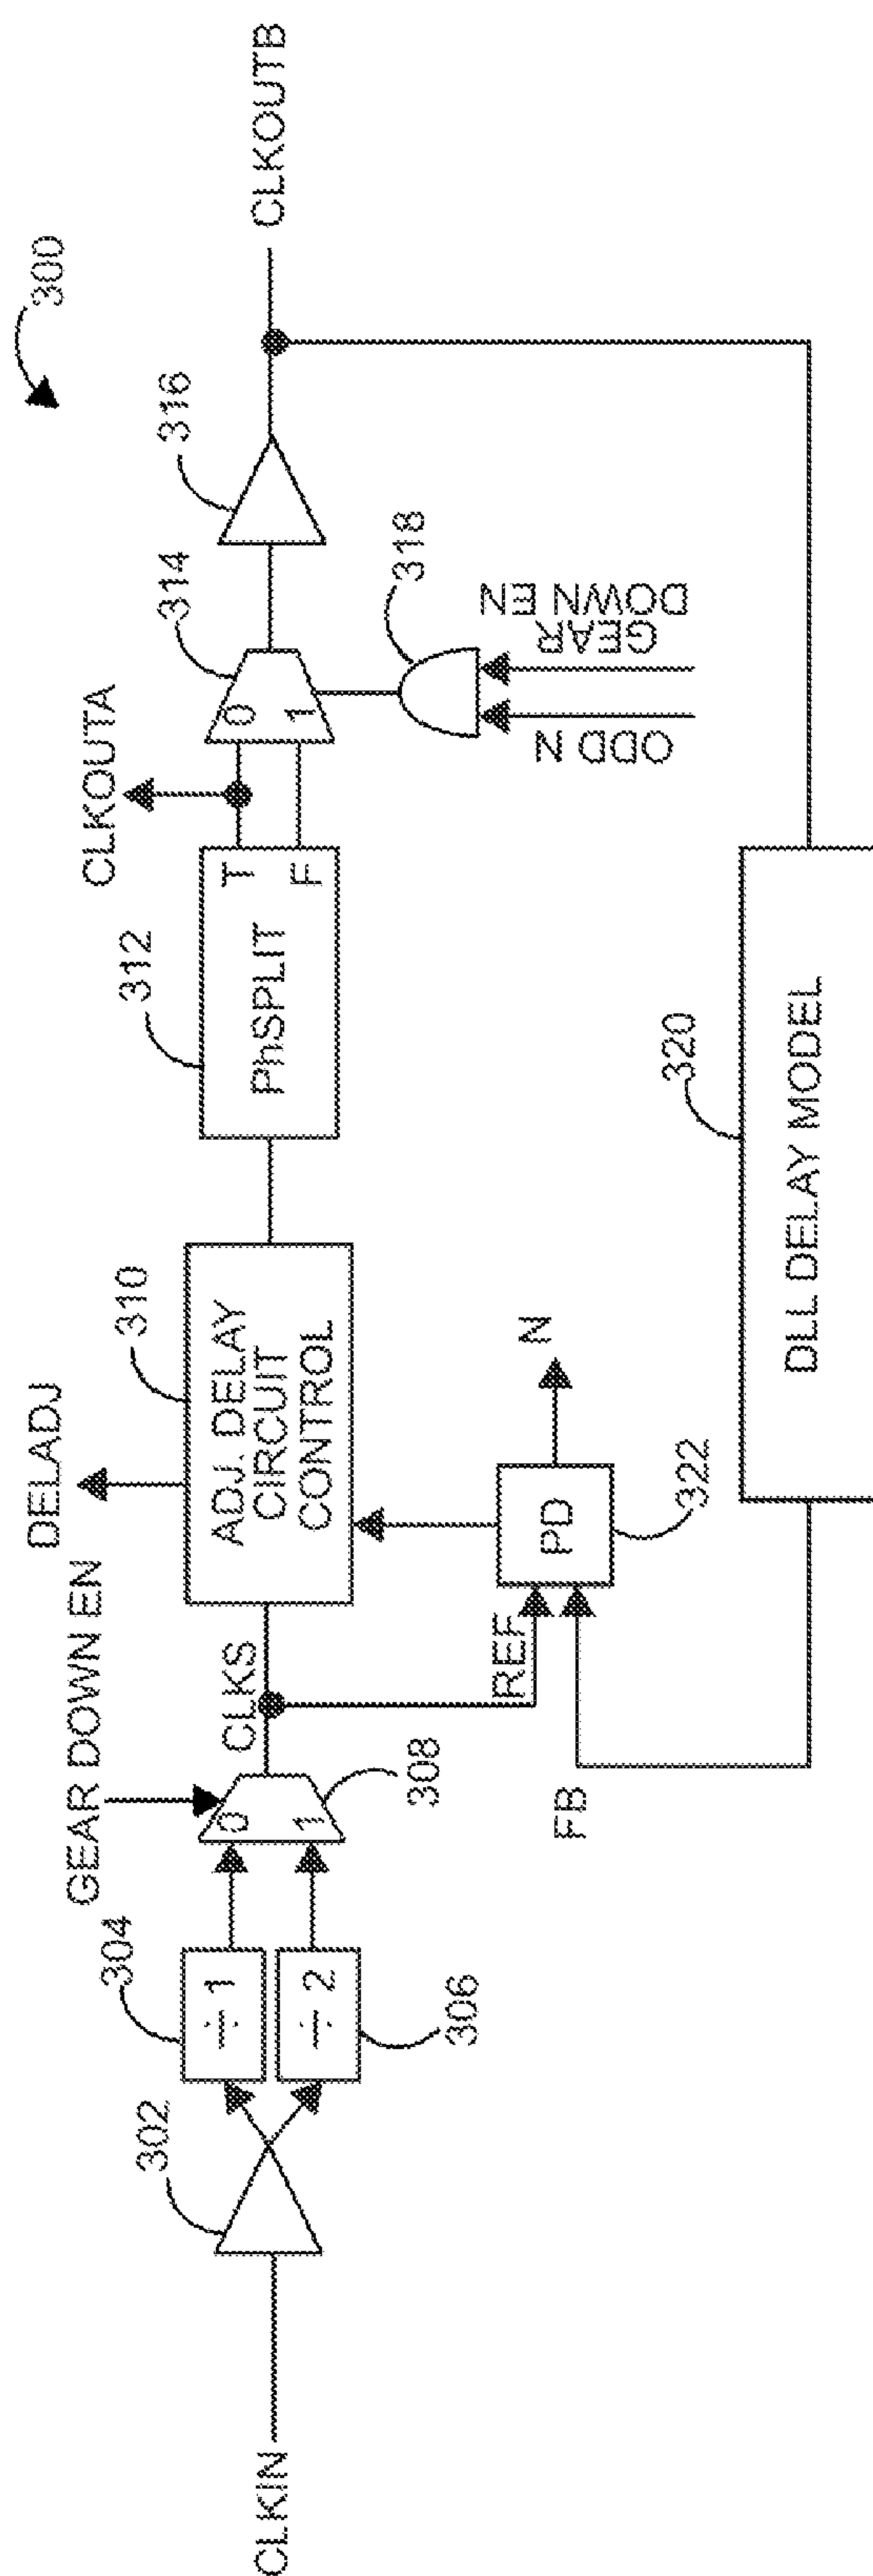 300
CLKIN
302
304
÷ 1
÷ 2
306
GEAR DOWN EN
0
1
308
CLKS
DELADJ
310
ADJ. DELAY
CIRCUIT
CONTROL
REF
FB
PD
322
N
312
PhSPLIT
T
F
CLKOUTA
314
0
1
316
318
ODD N
GEAR
DOWN EN
CLKOUTB
320
DLL DELAY MODEL